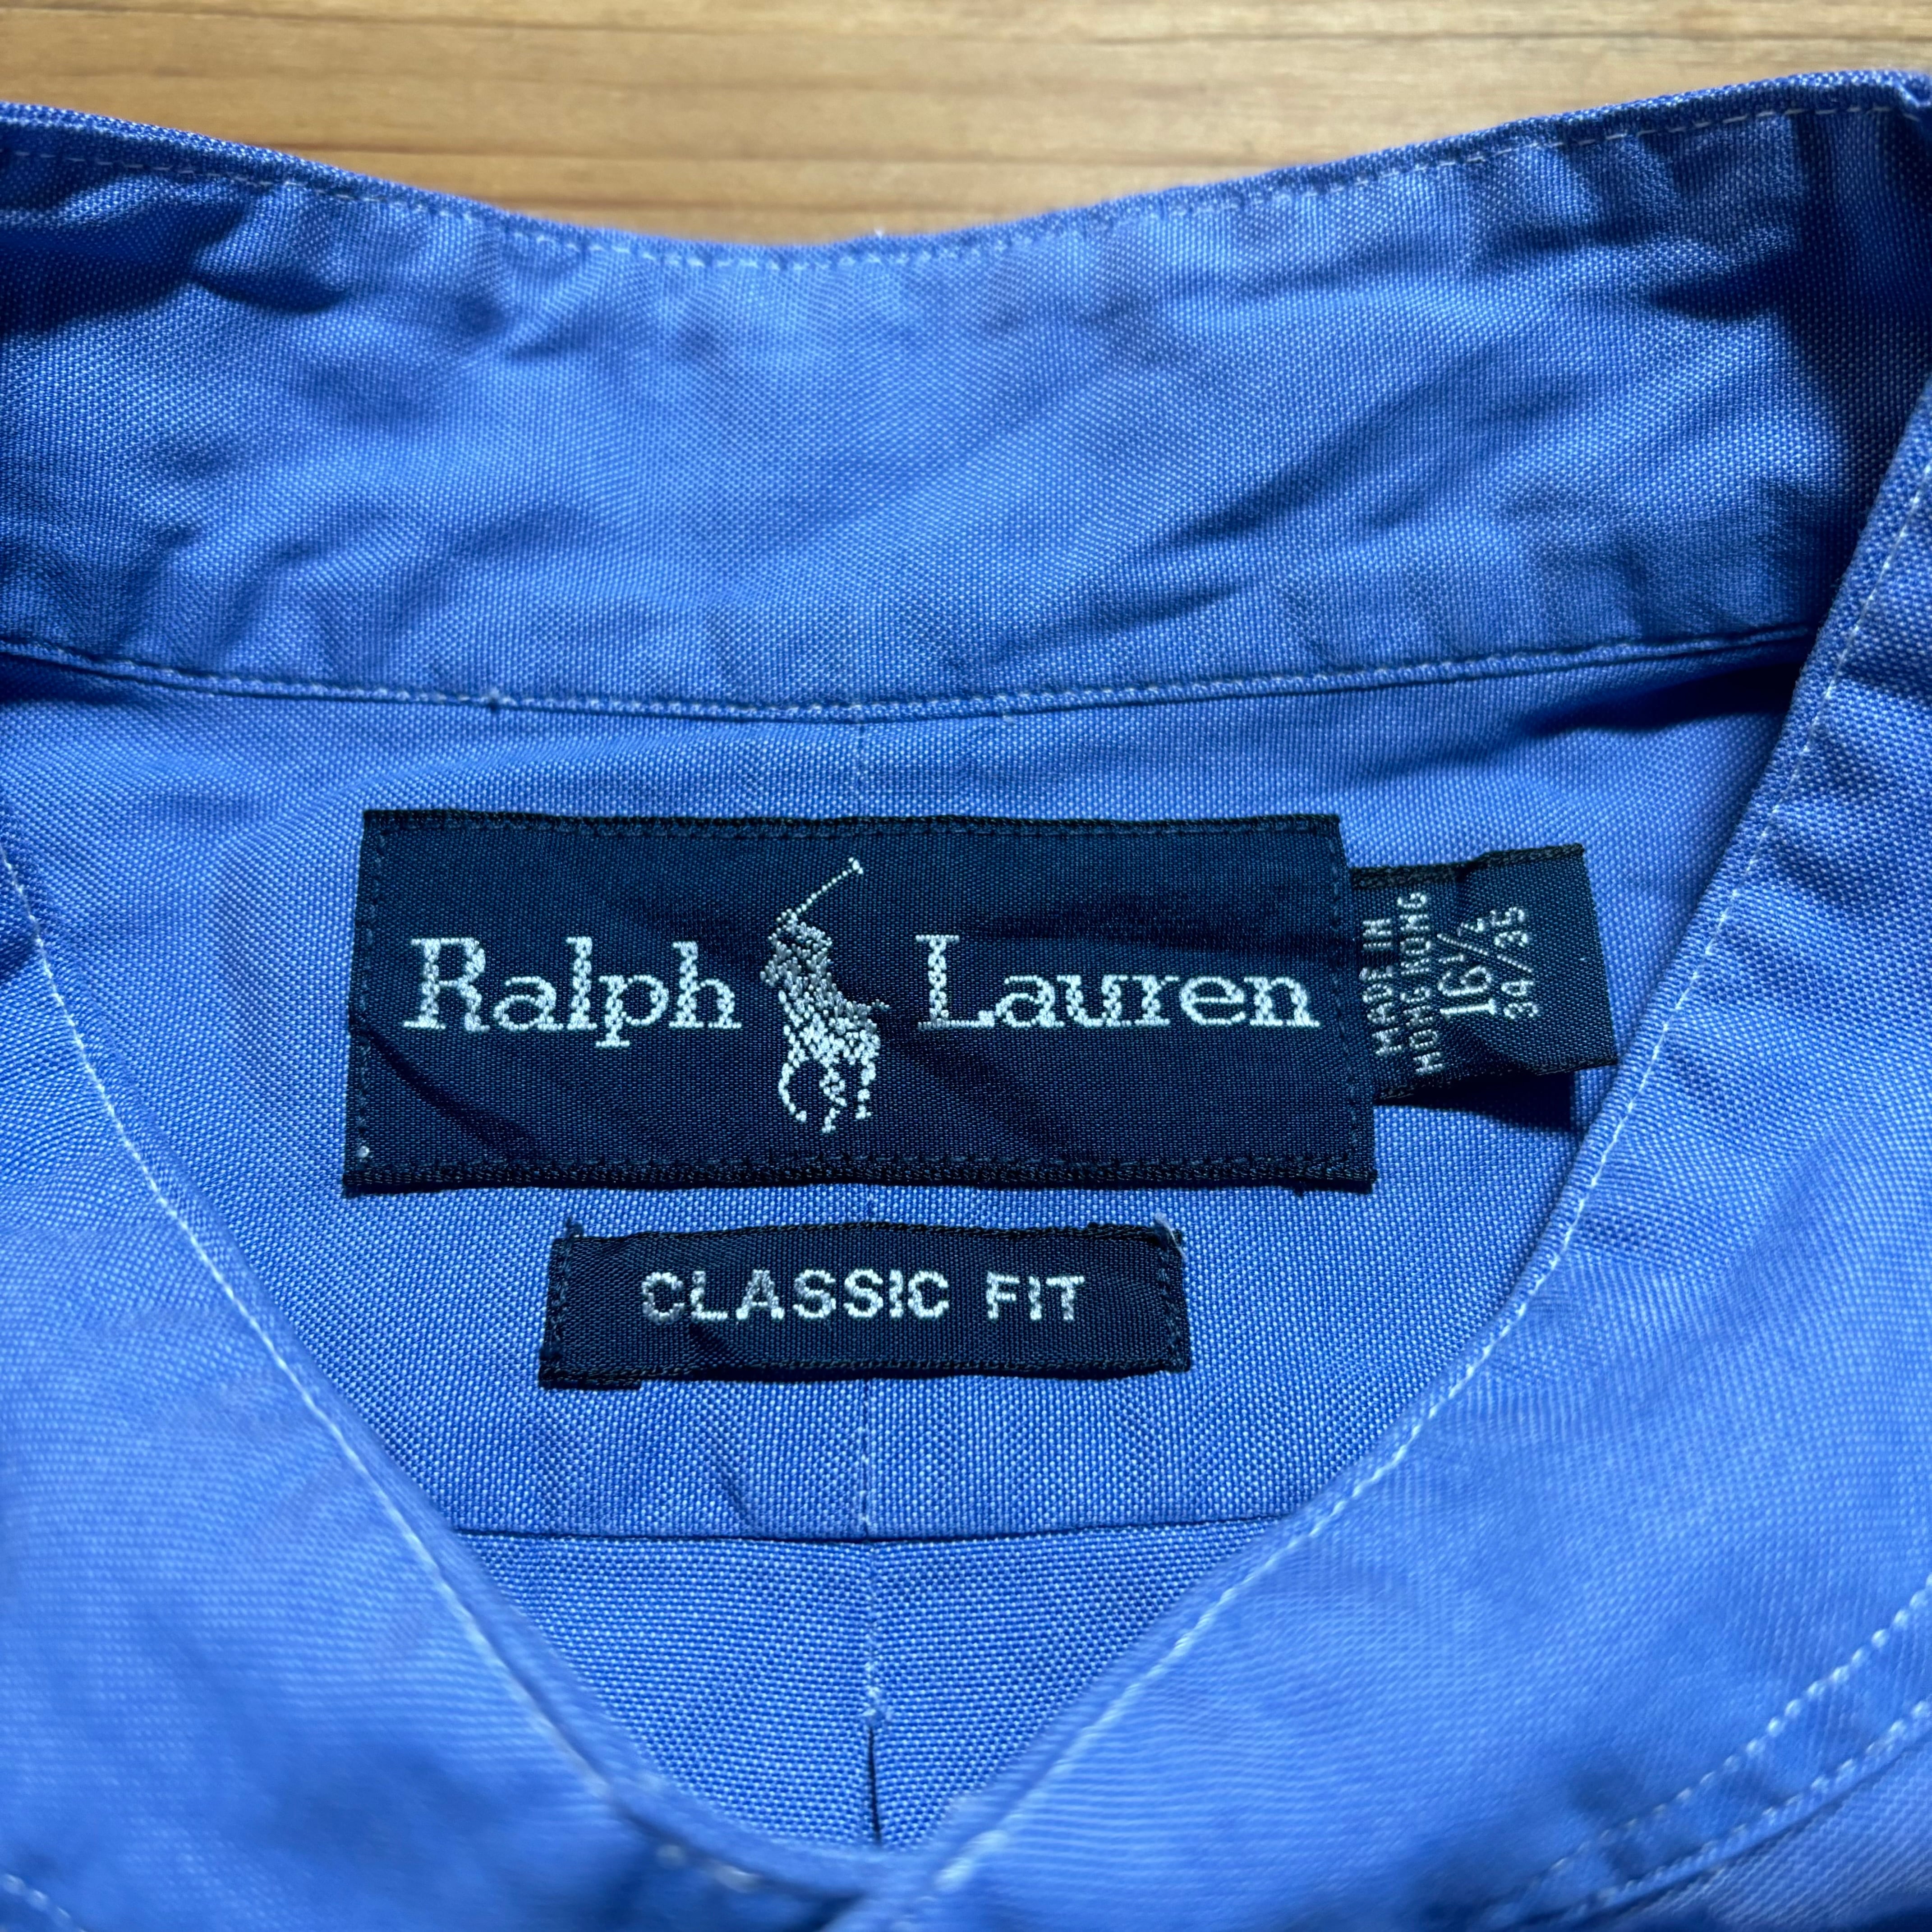 Ralph Lauren
MADE IN
HONG KONG
16½
34/35
CLASSIC FIT